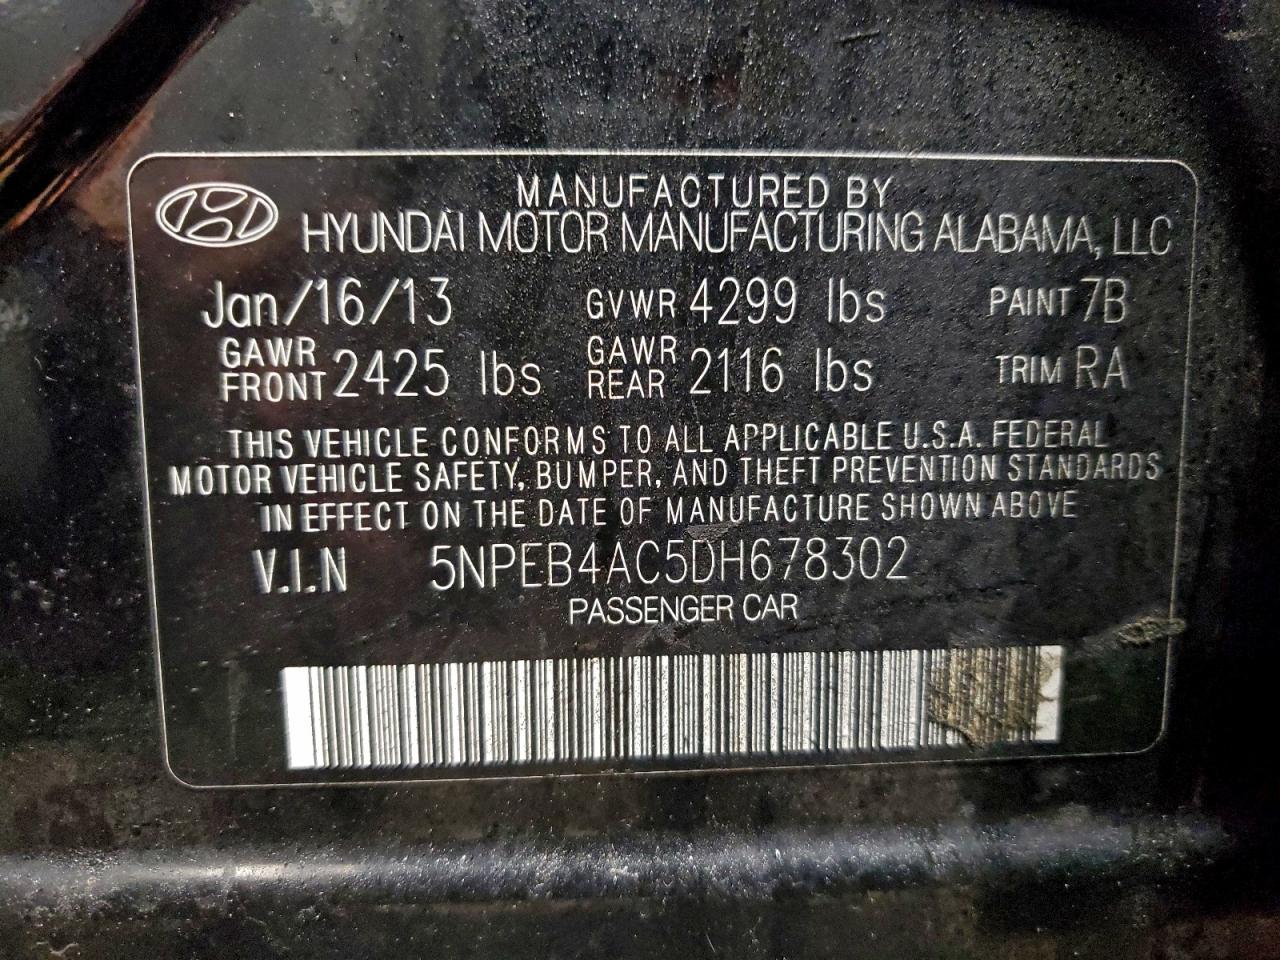 MANUFACTURED BY
HYUNDAI MOTOR MANUFACTURING ALABAMA, LLC
Jan/16/13 GVWR 4299 lbs PAINT 7B
GAWR FRONT 2425 lbs GAWR REAR 2116 lbs TRIM RA
THIS VEHICLE CONFORMS TO ALL APPLICABLE U.S.A. FEDERAL
MOTOR VEHICLE SAFETY, BUMPER, AND THEFT PREVENTION STANDARDS
IN EFFECT ON THE DATE OF MANUFACTURE SHOWN ABOVE
V.I.N 5NPEB4AC5DH678302
PASSENGER CAR